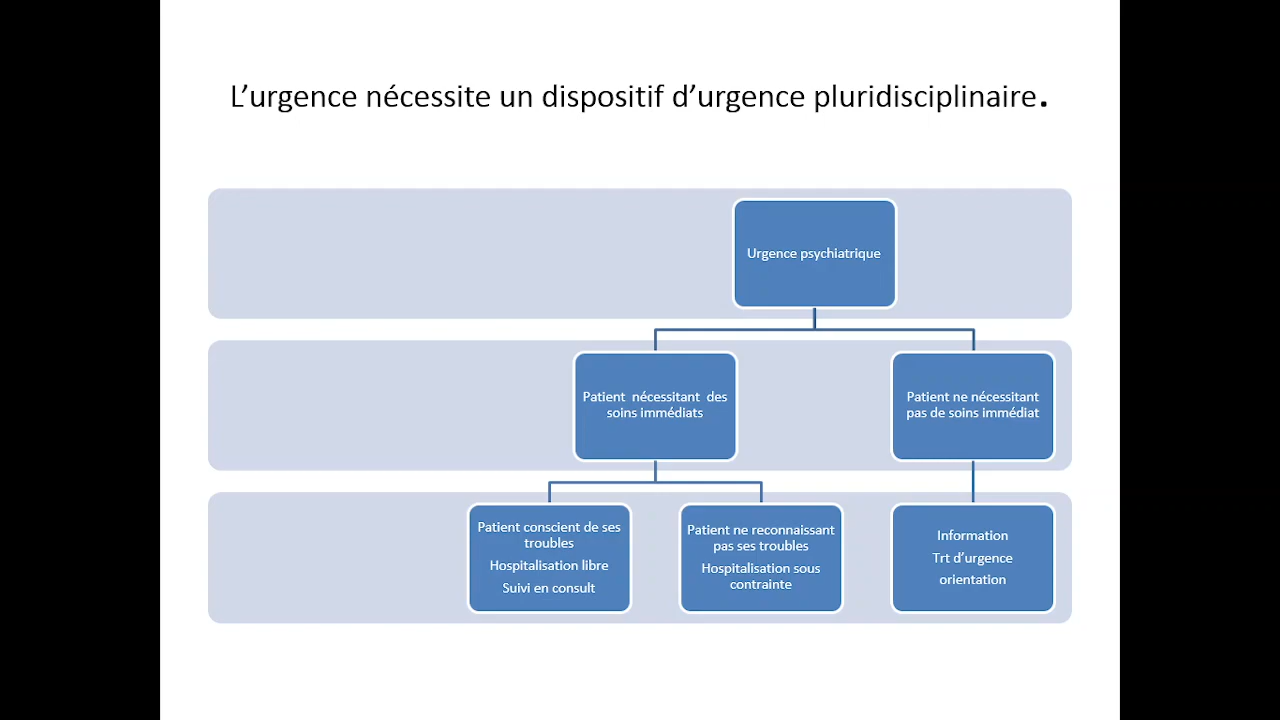 L’urgence nécessite un dispositif d’urgence pluridisciplinaire.
Urgence psychiatrique
Patient nécessitant des
soins immédiats
Patient ne nécessitant
pas de soins immédiat
Patient conscient de ses
troubles
Hospitalisation libre
Suivi en consult
Patient ne reconnaissant
pas ses troubles
Hospitalisation sous
contrainte
Information
Trt d’urgence
orientation